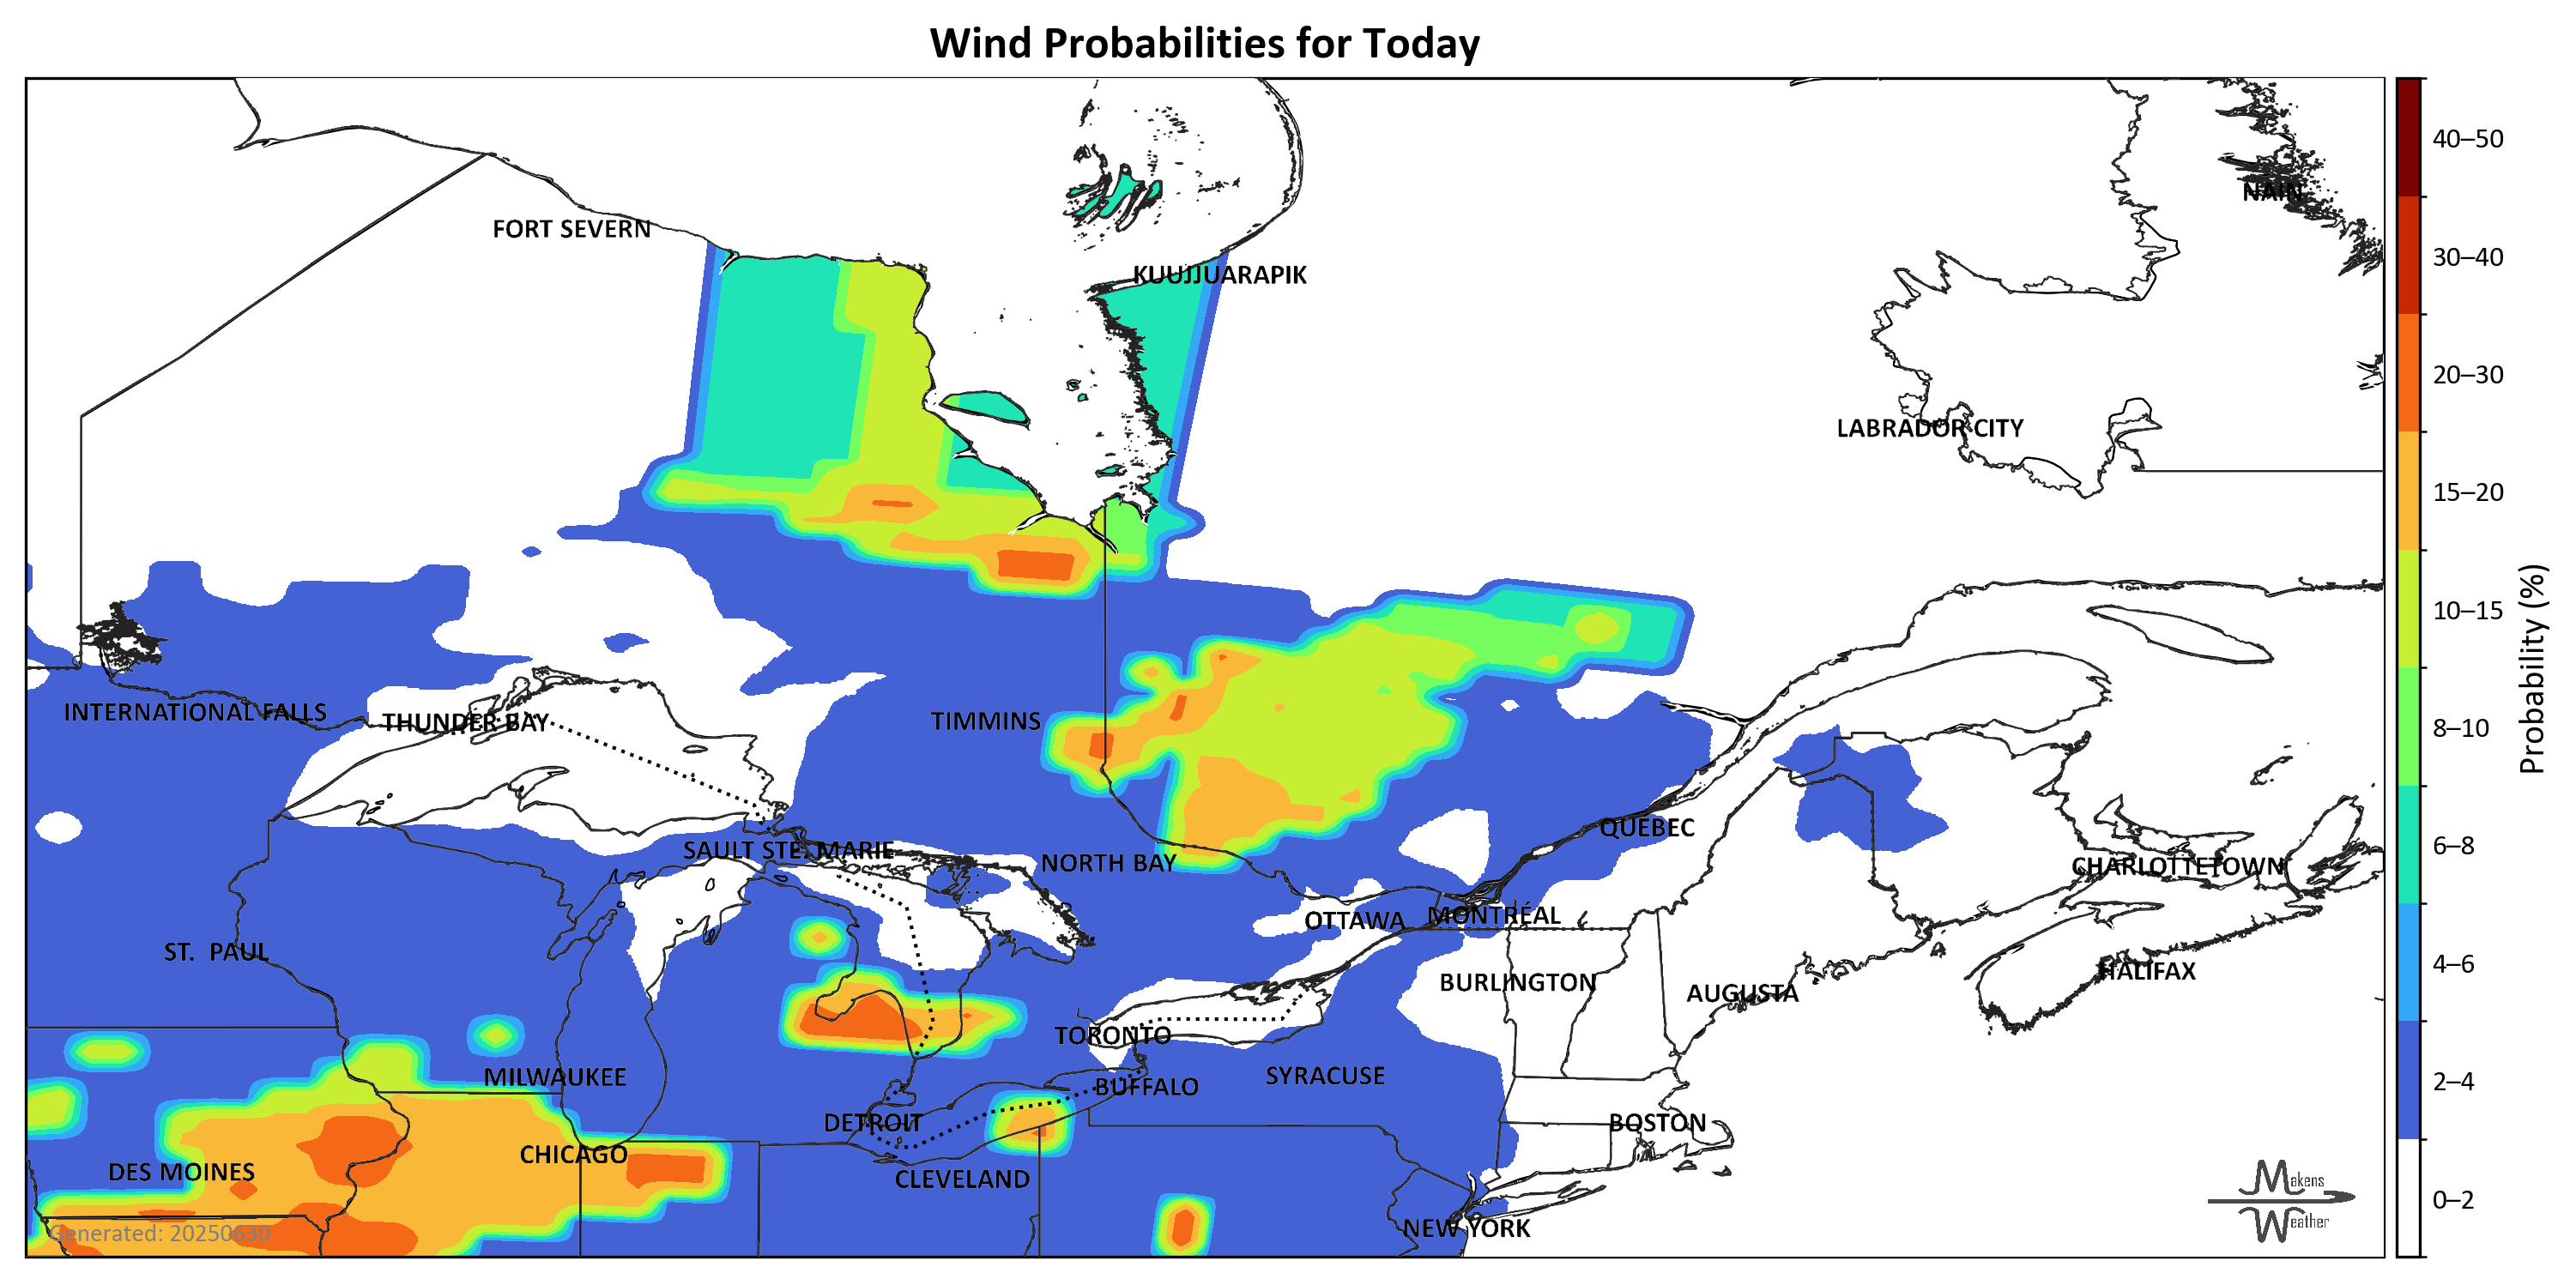 Wind Probabilities for Today
40–50
NAIN
FORT SEVERN
30–40
KUUJJUARAPIK
20–30
LABRADOR CITY
15–20
10–15
INTERNATIONAL FALLS
THUNDER BAY
TIMMINS
8–10
Probability (%)
QUEBEC
SAULT STE. MARIE
NORTH BAY
6–8
CHARLOTTETOWN
OTTAWA
MONTRÉAL
ST. PAUL
4–6
HALIFAX
BURLINGTON
AUGUSTA
TORONTO
MILWAUKEE
BUFFALO
SYRACUSE
2–4
DETROIT
BOSTON
CHICAGO
DES MOINES
CLEVELAND
Makens
Weather
0–2
NEW YORK
Generated: 20250630